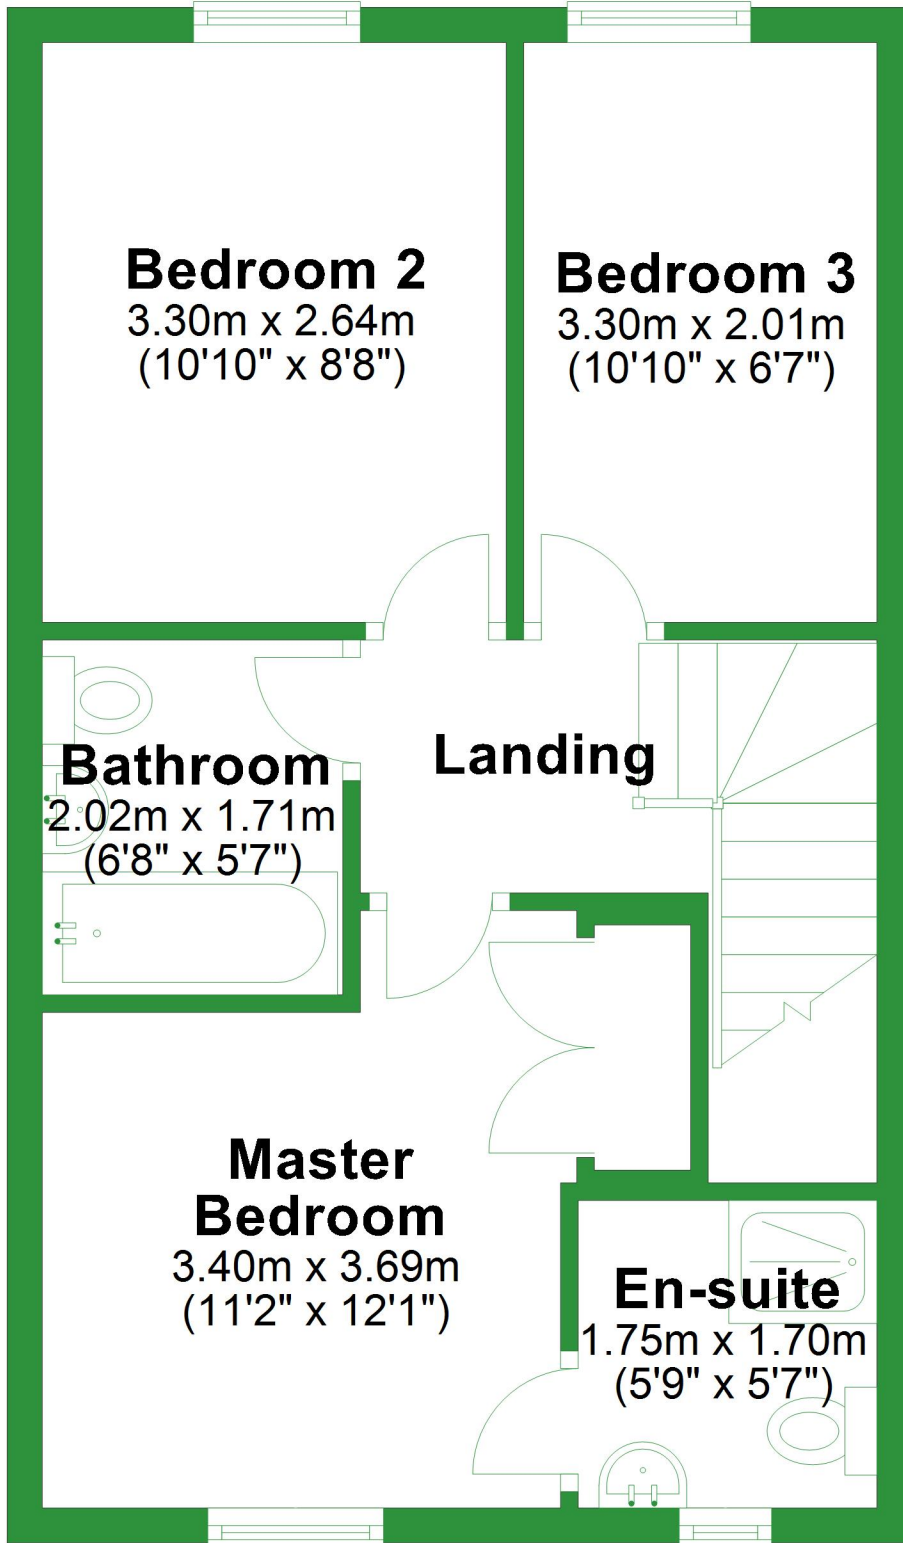 Bedroom 2
3.30m x 2.64m
(10'10" x 8'8")
Bedroom 3
3.30m x 2.01m
(10'10" x 6'7")
Bathroom
2.02m x 1.71m
(6'8" x 5'7")
Landing
Master
Bedroom
3.40m x 3.69m
(11'2" x 12'1")
En-suite
1.75m x 1.70m
(5'9" x 5'7")